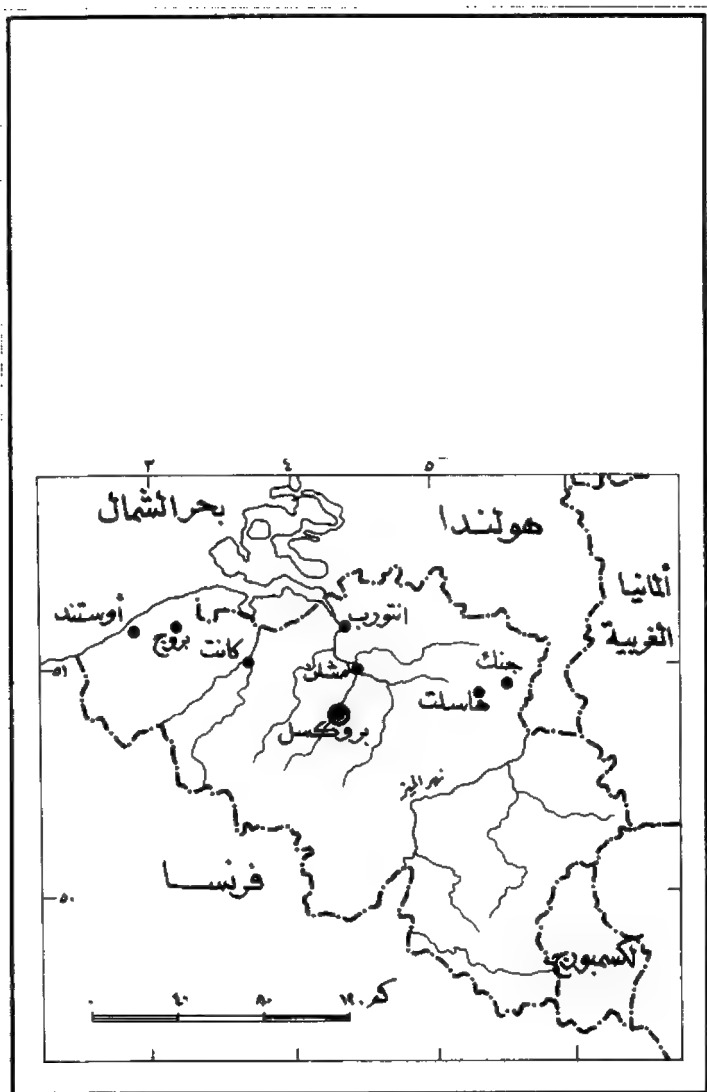 ٣ ٤ ٥
بحر الشمال
هولندا
ألمانيا
الغربية
أوستند
بروج
كانت
انتورب
مشلن
جنك
هاسلت
بروكسل
٥١
نهر الميز
فرنسا
٥٠
لكسمبورج
٠ ٤٠ ٨٠ ١٢٠ كم